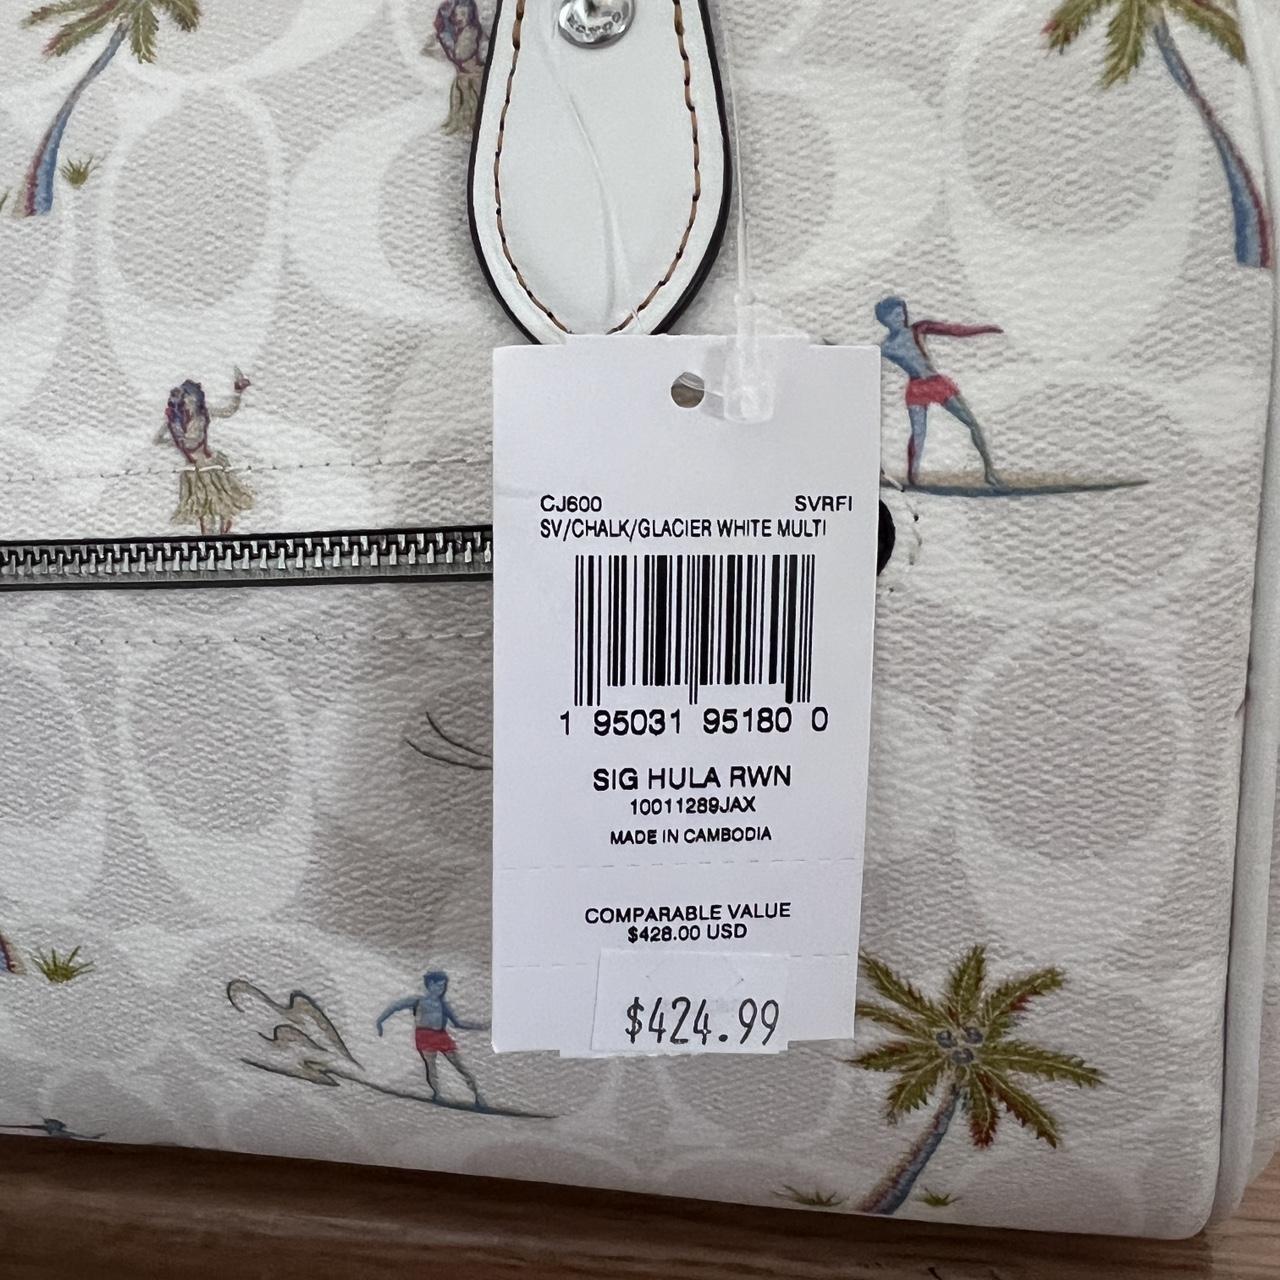 CJ600 SVRFI
SV/CHALK/GLACIER WHITE MULTI
1 95031 95180 0
SIG HULA RWN
10011289JAX
MADE IN CAMBODIA
COMPARABLE VALUE
$428.00 USD
$424.99